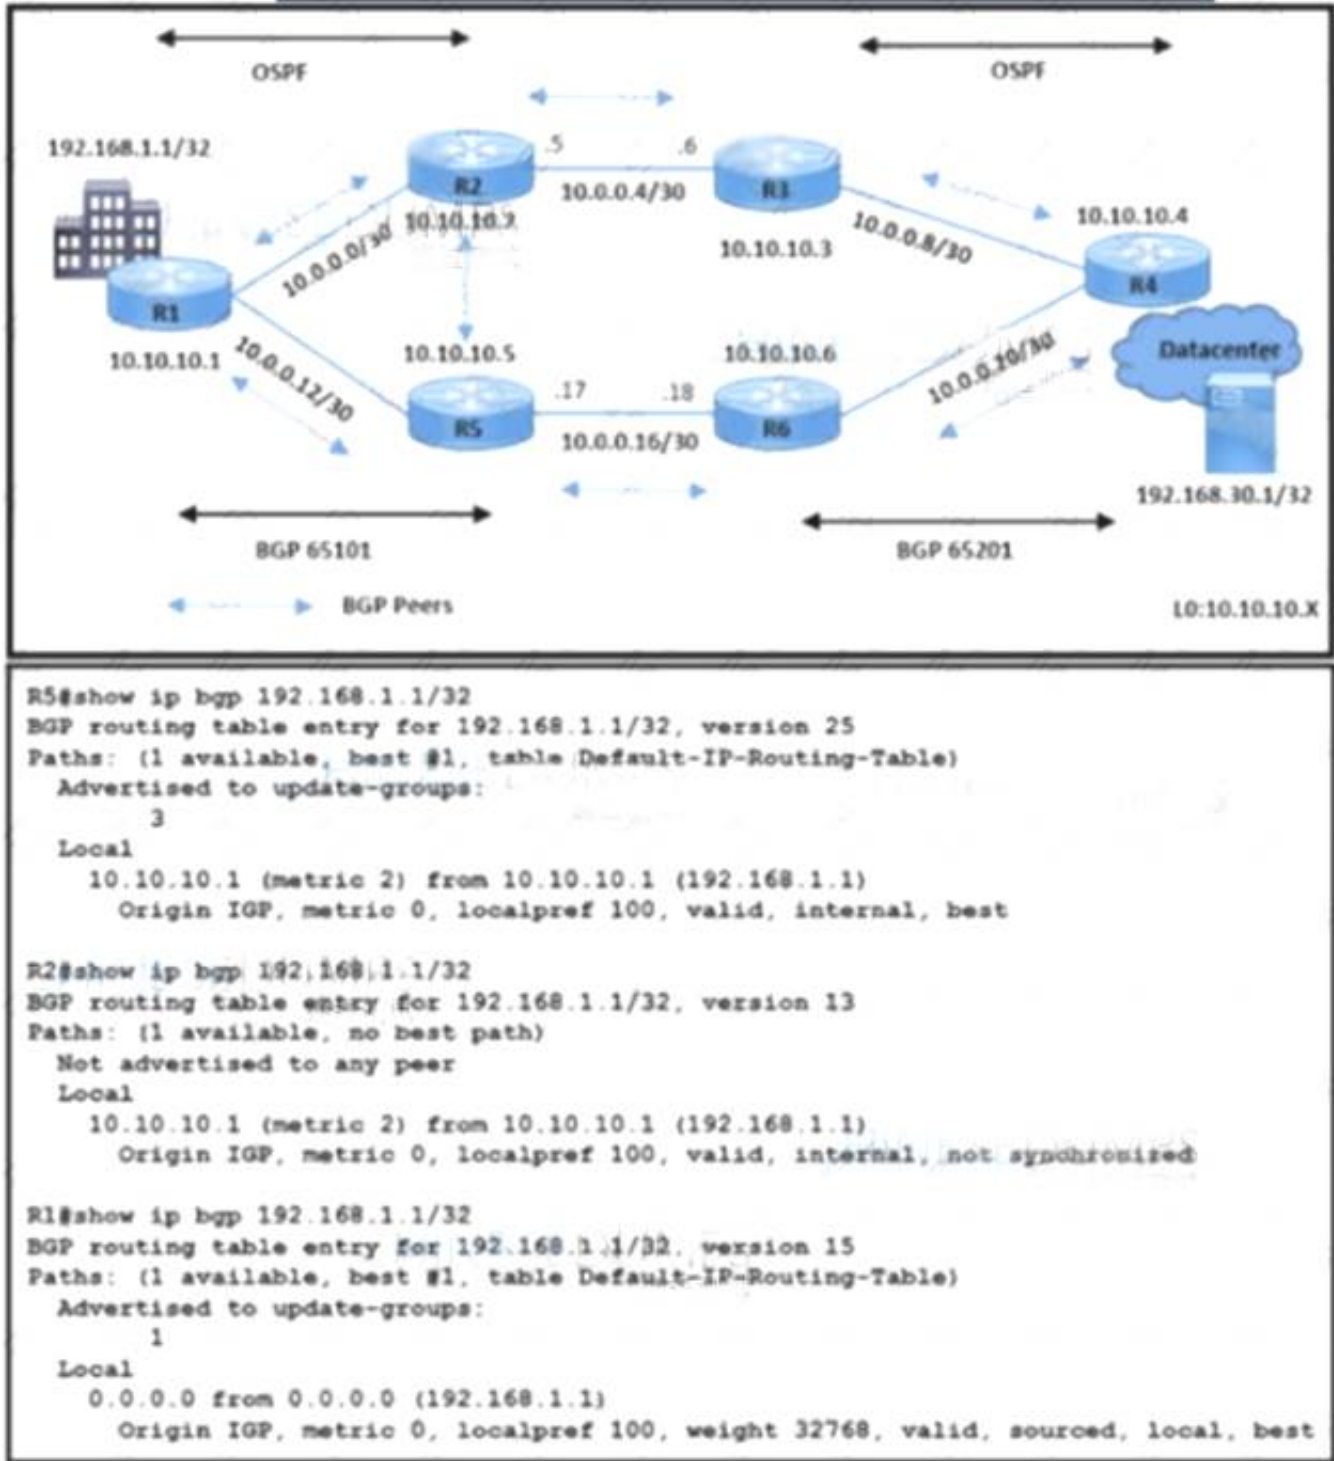 OSPF
OSPF
192.168.1.1/32
.5
.6
R2
10.0.0.4/30
R3
10.10.10.2
10.0.0.0/30
10.10.10.3
10.0.0.8/30
10.10.10.4
R4
R1
10.10.10.1
10.0.0.12/30
10.10.10.5
10.10.10.6
10.0.0.20/30
Datacenter
.17
.18
R5
10.0.0.16/30
R6
192.168.30.1/32
BGP 65101
BGP 65201
BGP Peers
L0:10.10.10.X
R5#show ip bgp 192.168.1.1/32
BGP routing table entry for 192.168.1.1/32, version 25
Paths: (1 available, best #1, table Default-IP-Routing-Table)
Advertised to update-groups:
3
Local
10.10.10.1 (metric 2) from 10.10.10.1 (192.168.1.1)
Origin IGP, metric 0, localpref 100, valid, internal, best
R2#show ip bgp 192.168.1.1/32
BGP routing table entry for 192.168.1.1/32, version 13
Paths: (1 available, no best path)
Not advertised to any peer
Local
10.10.10.1 (metric 2) from 10.10.10.1 (192.168.1.1)
Origin IGP, metric 0, localpref 100, valid, internal, not synchronized
R1#show ip bgp 192.168.1.1/32
BGP routing table entry for 192.168.1.1/32, version 15
Paths: (1 available, best #1, table Default-IP-Routing-Table)
Advertised to update-groups:
1
Local
0.0.0.0 from 0.0.0.0 (192.168.1.1)
Origin IGP, metric 0, localpref 100, weight 32768, valid, sourced, local, best